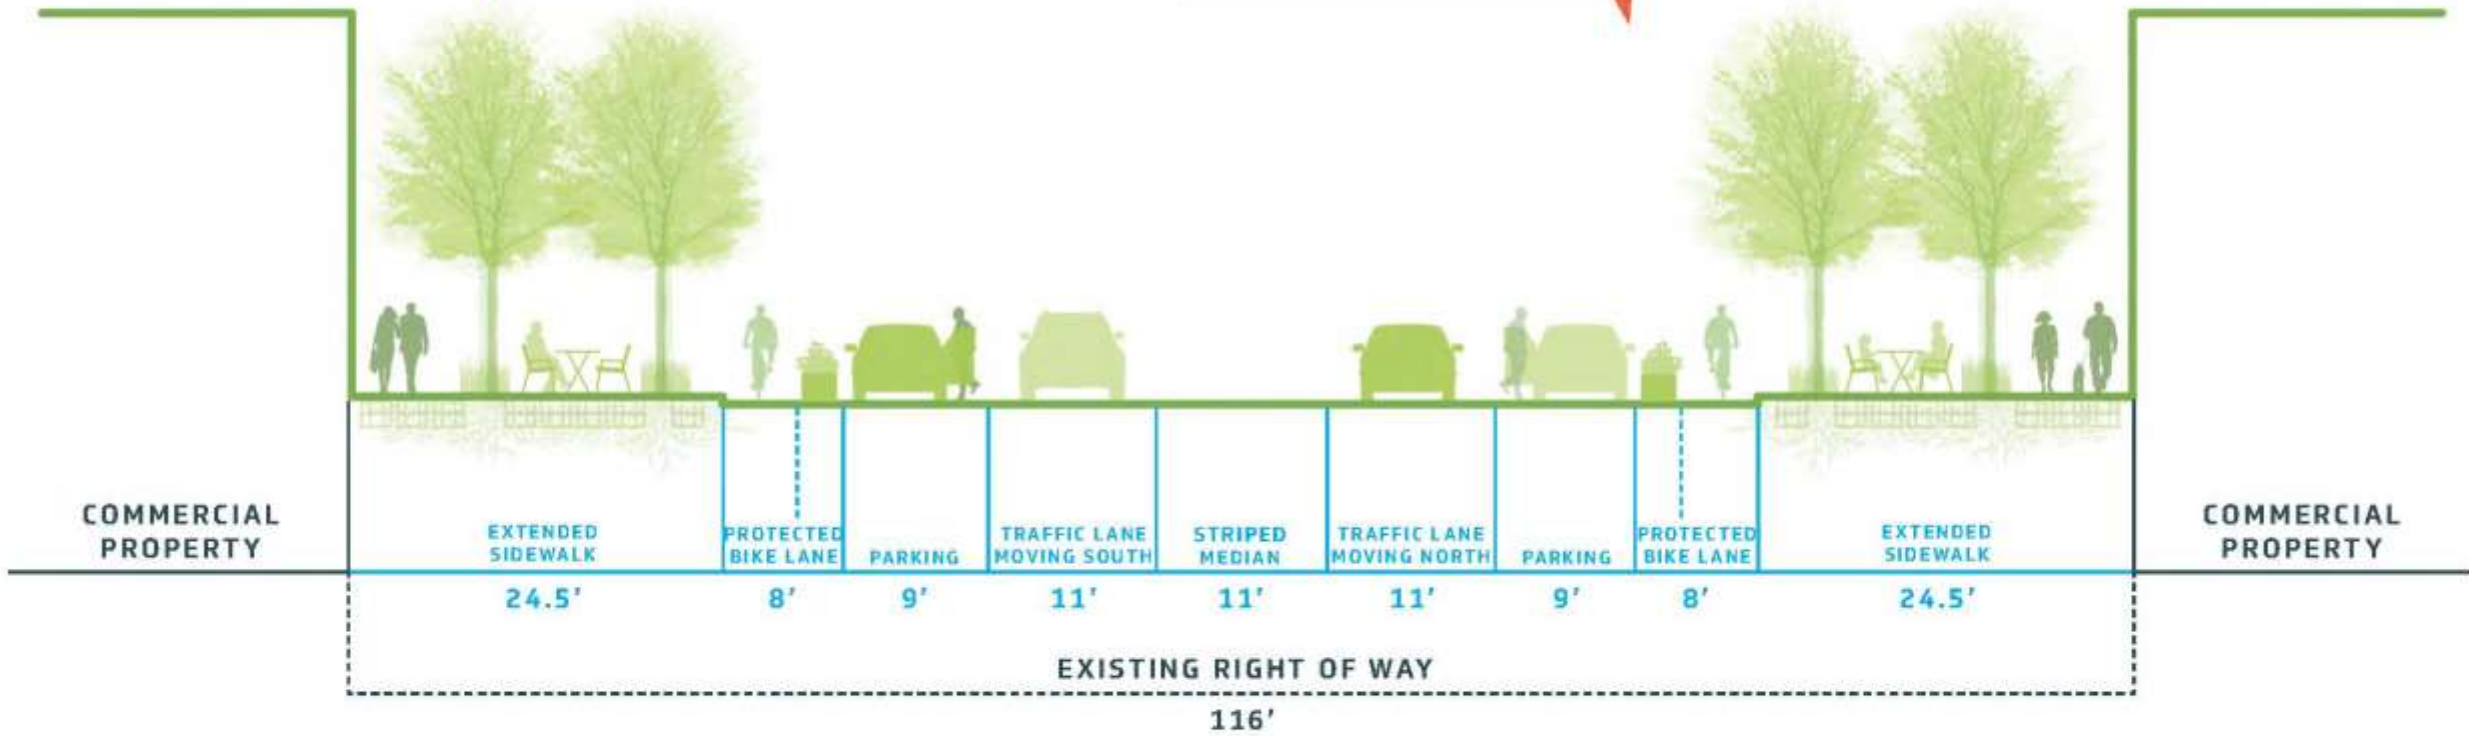 COMMERCIAL
PROPERTY
EXTENDED
SIDEWALK
PROTECTED
BIKE LANE
PARKING
TRAFFIC LANE
MOVING SOUTH
STRIPED
MEDIAN
TRAFFIC LANE
MOVING NORTH
PARKING
PROTECTED
BIKE LANE
EXTENDED
SIDEWALK
COMMERCIAL
PROPERTY
24.5' 8' 9' 11' 11' 11' 9' 8' 24.5'
EXISTING RIGHT OF WAY
116'